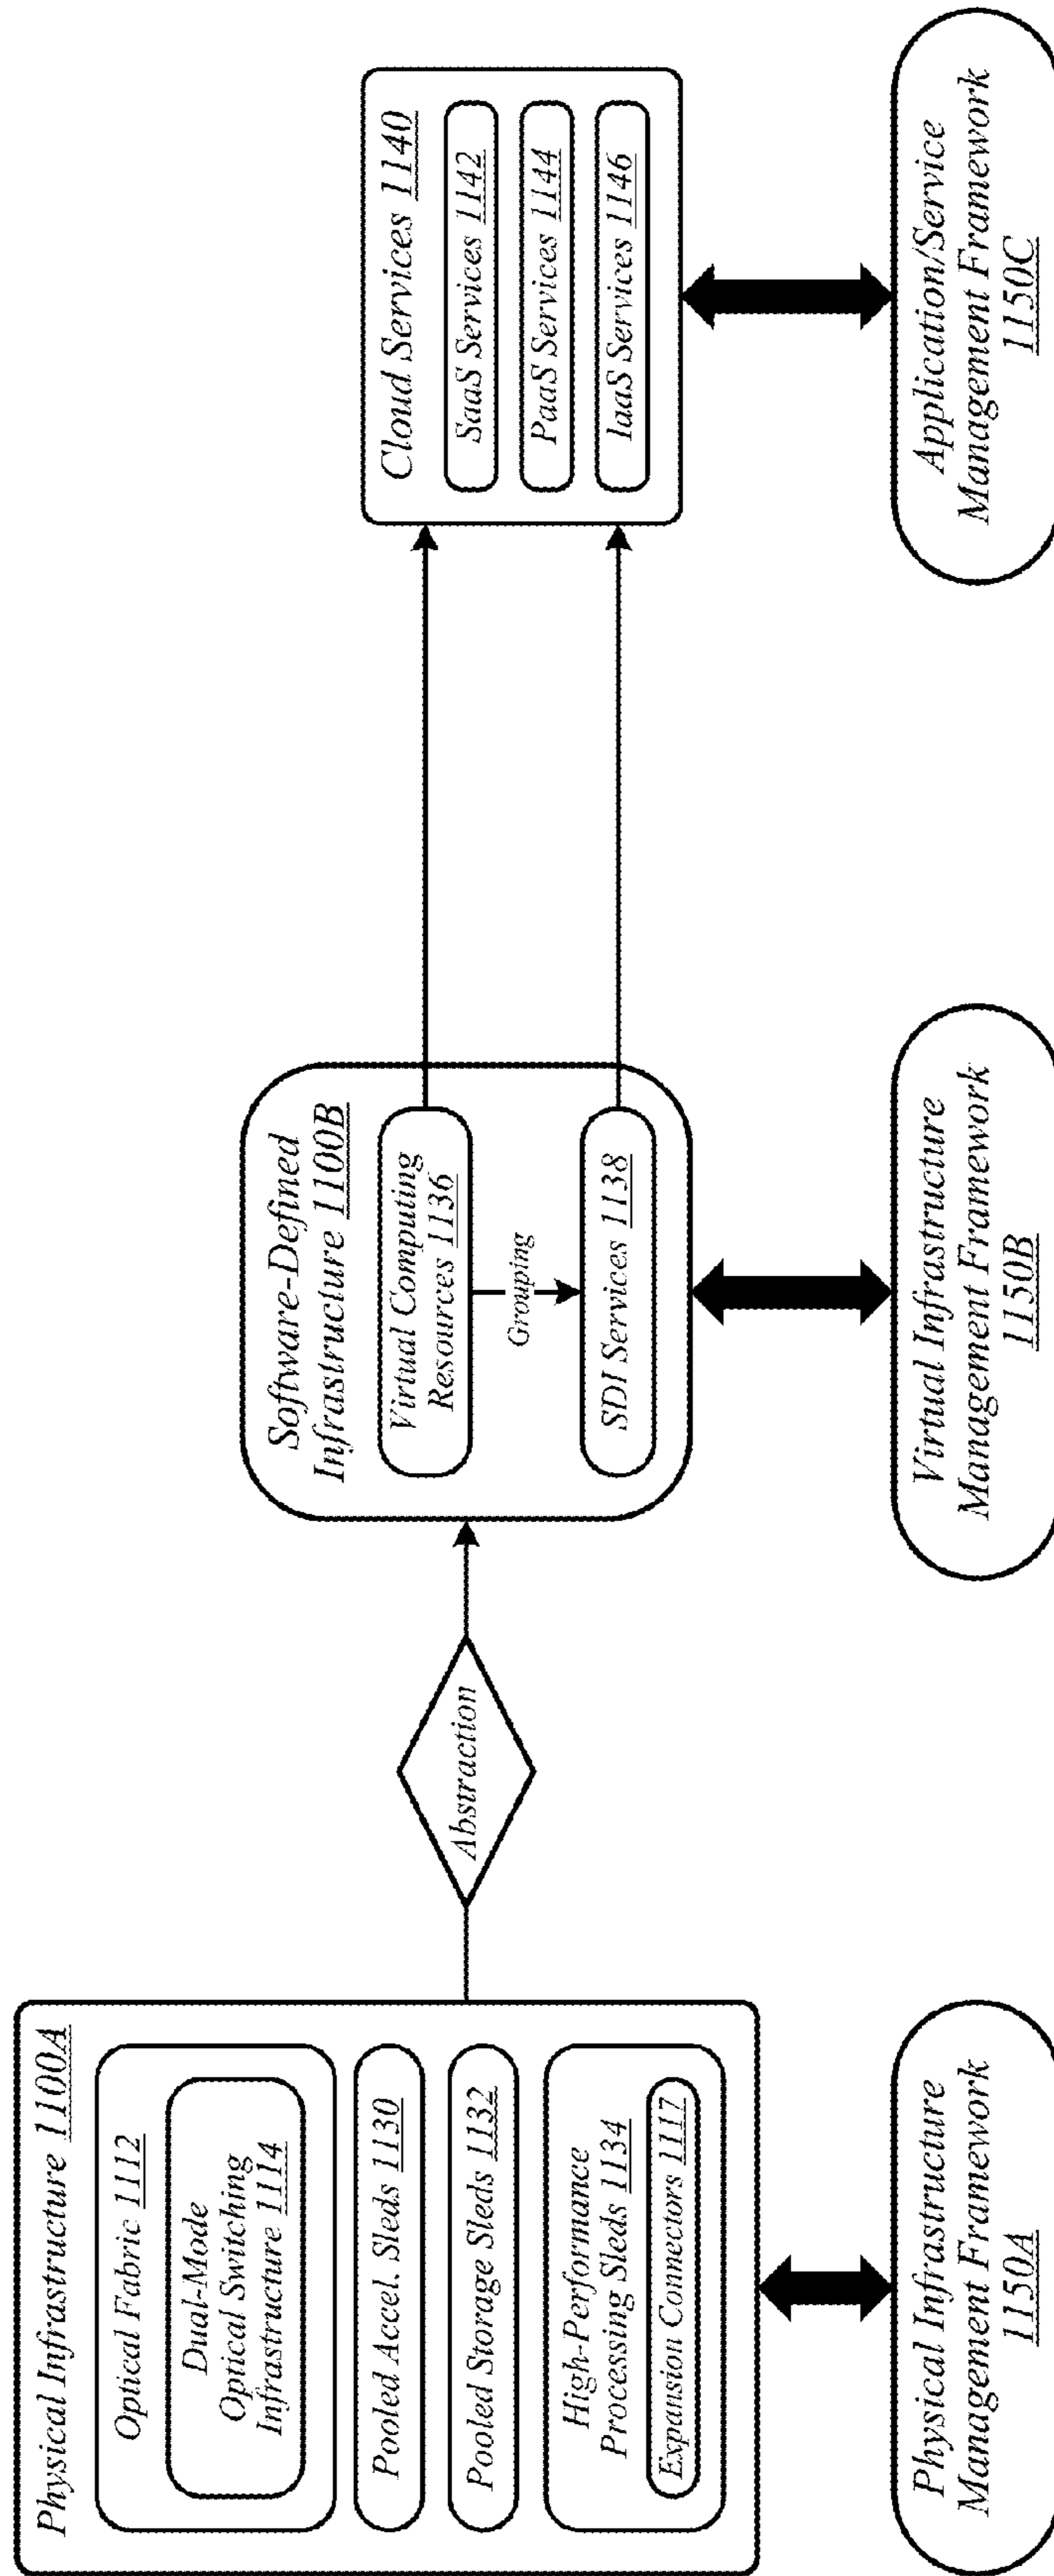 Physical Infrastructure 1100A
Optical Fabric 1112
Dual-Mode
Optical Switching
Infrastructure 1114
Pooled Accel. Sleds 1130
Pooled Storage Sleds 1132
High-Performance
Processing Sleds 1134
Expansion Connectors 1117
Physical Infrastructure
Management Framework
1150A
Abstraction
Software-Defined
Infrastructure 1100B
Virtual Computing
Resources 1136
Grouping
SDI Services 1138
Virtual Infrastructure
Management Framework
1150B
Cloud Services 1140
SaaS Services 1142
PaaS Services 1144
IaaS Services 1146
Application/Service
Management Framework
1150C